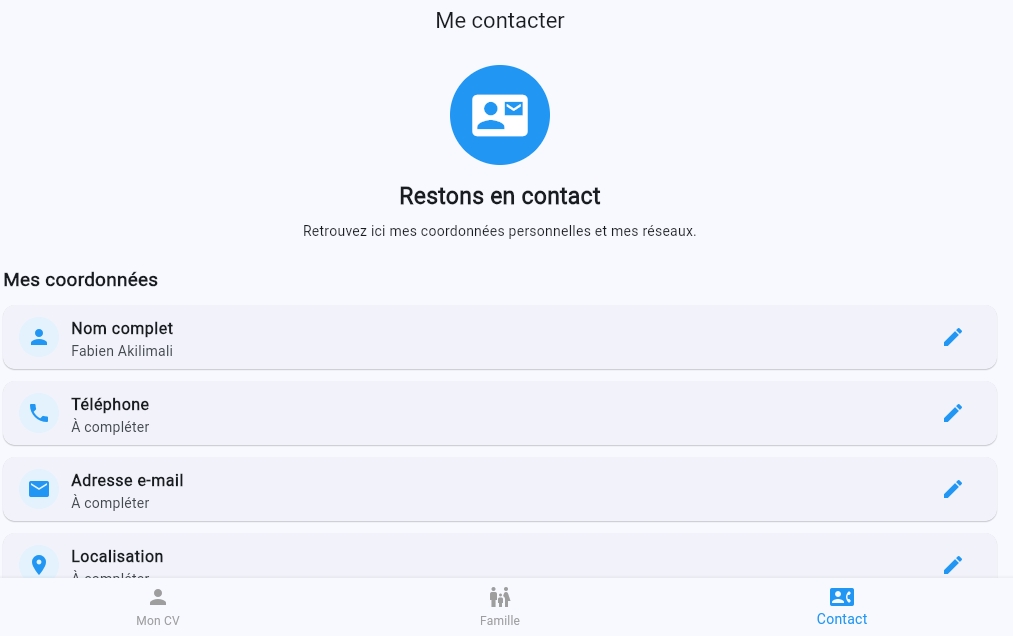 Me contacter
Restons en contact
Retrouvez ici mes coordonnées personnelles et mes réseaux.
Mes coordonnées
Nom complet
Fabien Akilimali
Téléphone
À compléter
Adresse e-mail
À compléter
Localisation
À compléter
Mon CV
Famille
Contact